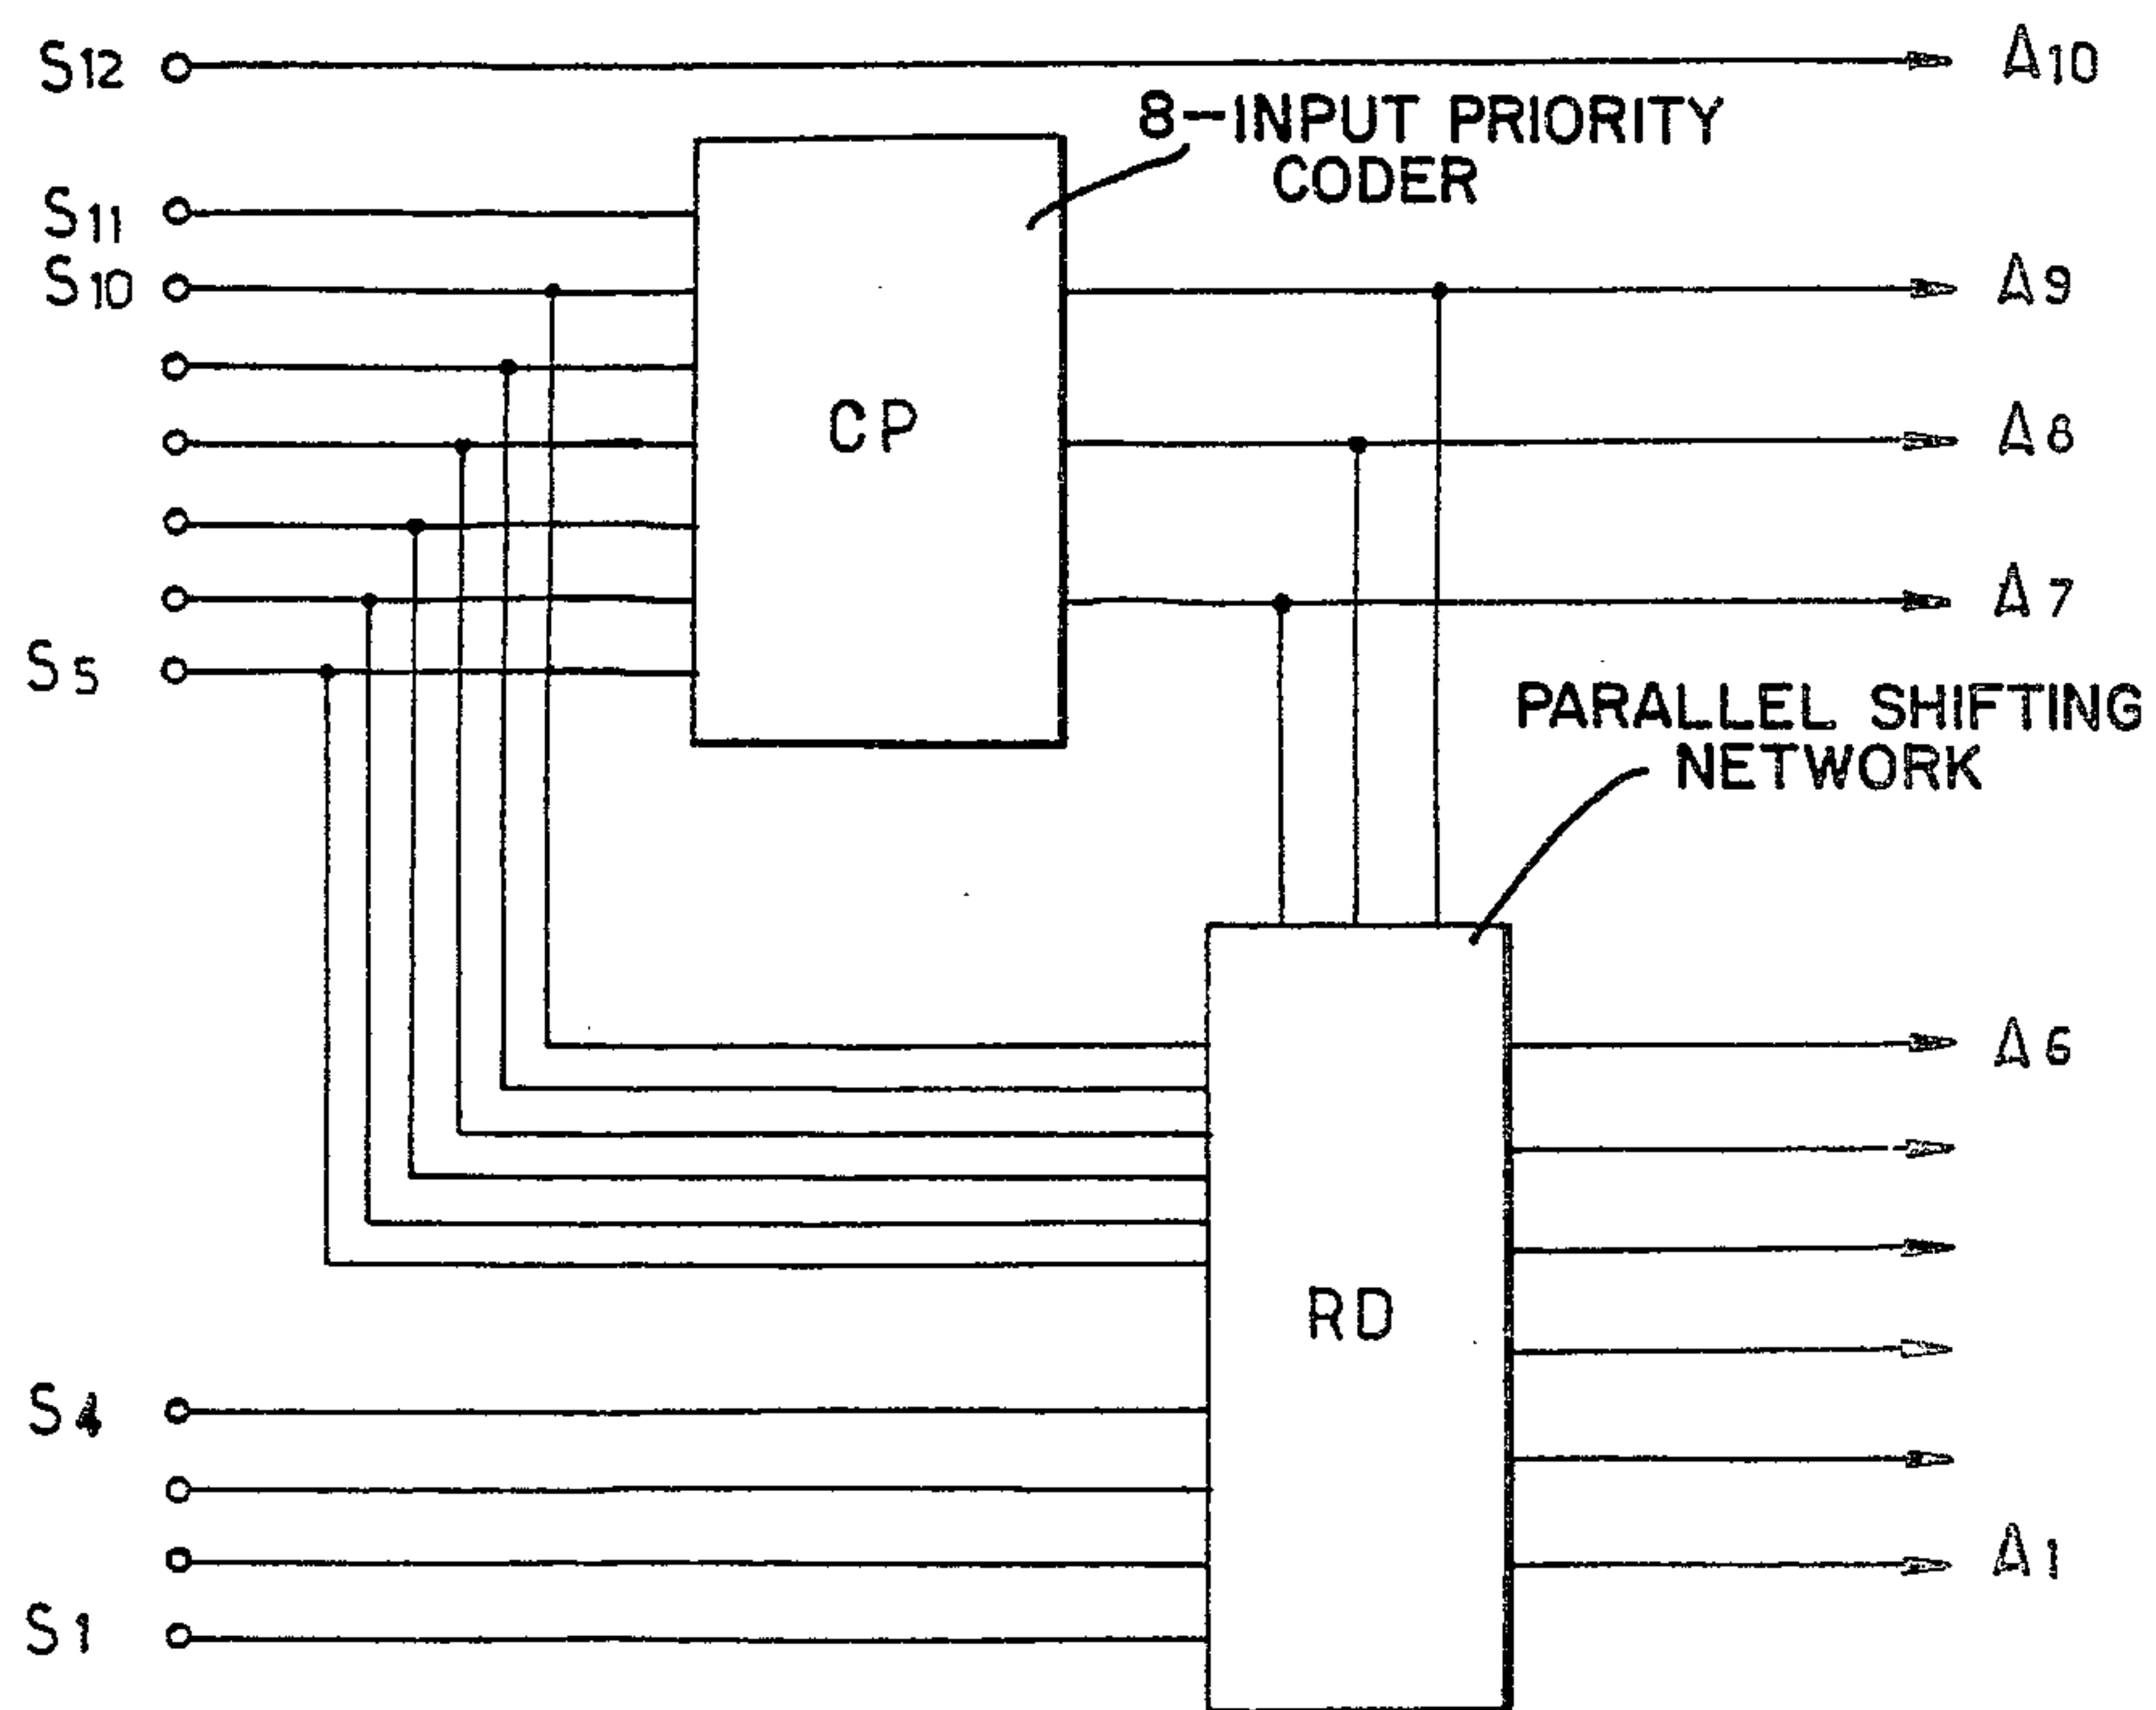 S12
A10
8-INPUT PRIORITY
CODER
S11
S10
A9
CP
A8
A7
S5
PARALLEL SHIFTING
NETWORK
A6
RD
S4
A1
S1